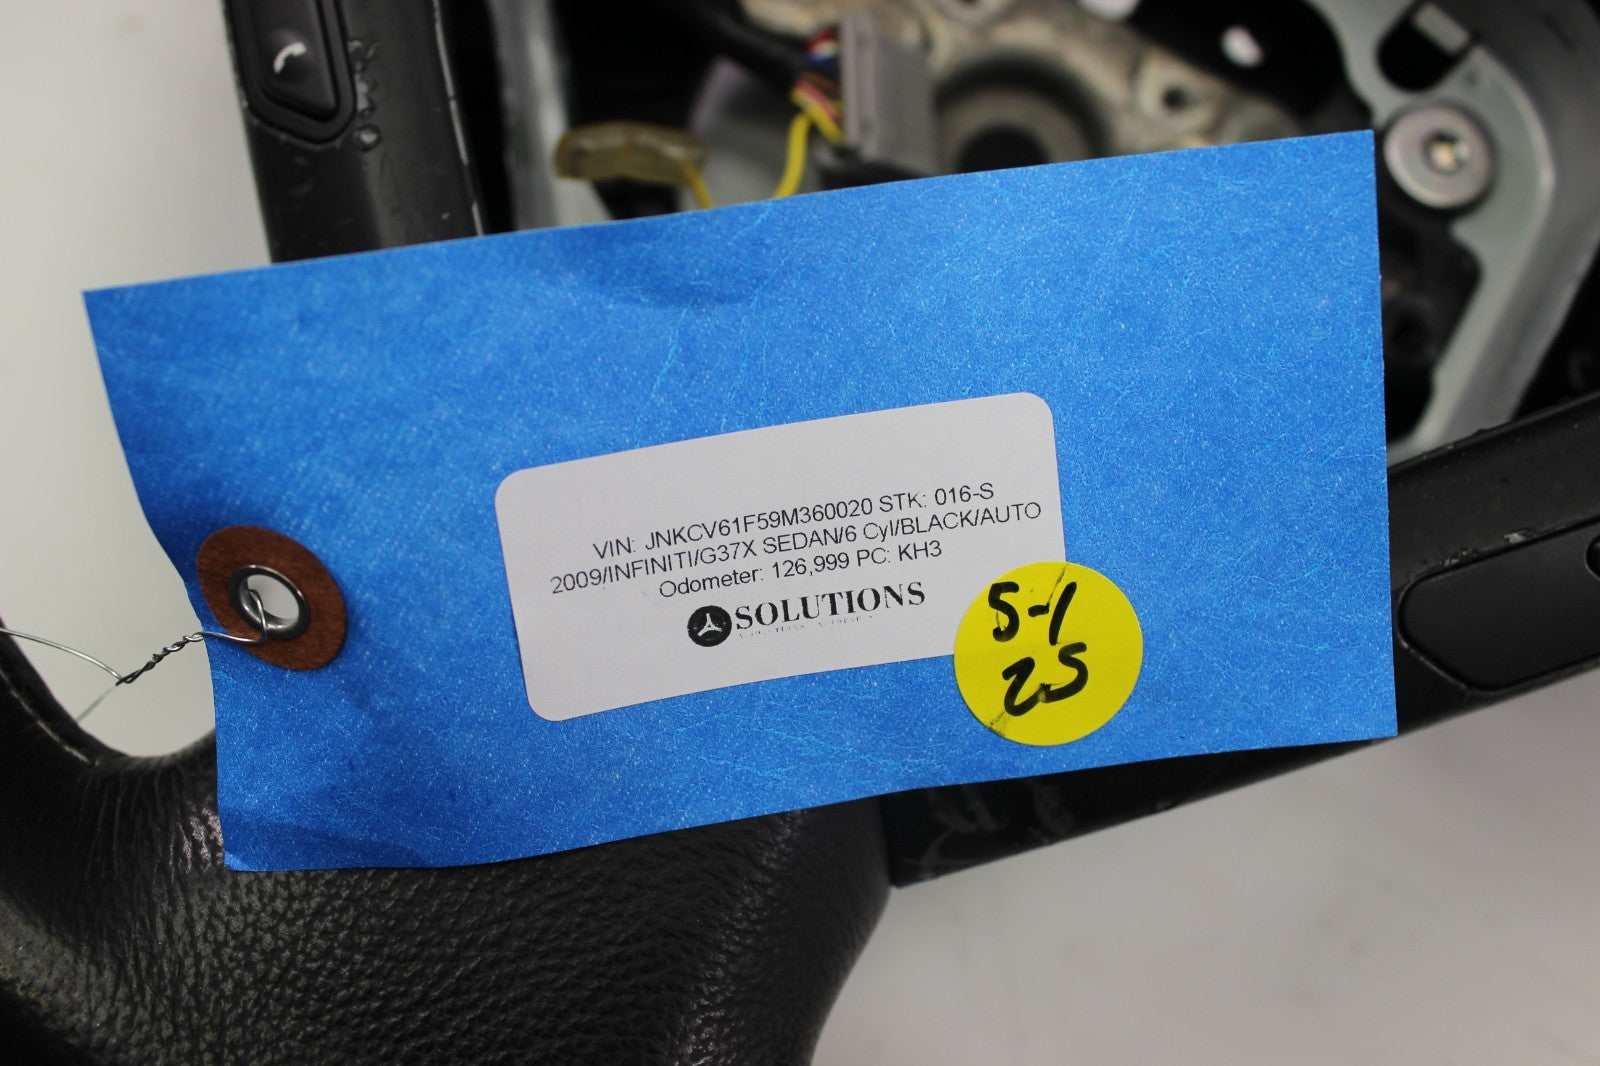 VIN: JNKCV61F59M360020 STK: 016-S
2009/INFINITI/G37X SEDAN/6 Cyl/BLACK/AUTO
Odometer: 126,999 PC: KH3
SOLUTIONS
5-1
25